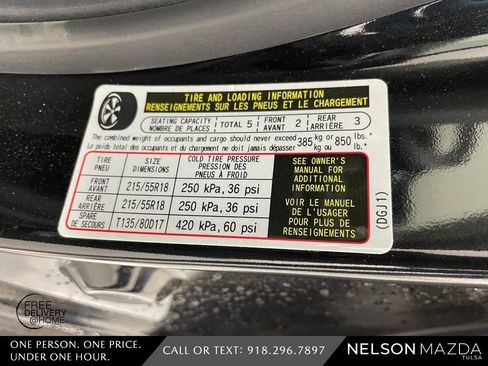 TIRE AND LOADING INFORMATION
RENSEIGNEMENTS SUR LES PNEUS ET LE CHARGEMENT
SEATING CAPACITY
NOMBRE DE PLACES
TOTAL 5
FRONT
AVANT
2
REAR
ARRIÈRE
3
The combined weight of occupants and cargo should never exceed
Le poids total des occupants et du chargement ne doit jamais dépasser
385 kg or/ou 850 lbs./lb.
TIRE
PNEU
SIZE
DIMENSIONS
COLD TIRE PRESSURE
PRESSION DES
PNEUS À FROID
FRONT
AVANT
215/55R18
250 kPa, 36 psi
REAR
ARRIÈRE
215/55R18
250 kPa, 36 psi
SPARE
DE SECOURS
T135/80D17
420 kPa, 60 psi
SEE OWNER'S
MANUAL FOR
ADDITIONAL
INFORMATION
VOIR LE MANUEL
DE L'USAGER
POUR PLUS DE
RENSEIGNEMENTS
(DGJ1)
FREE
DELIVERY
@HOME
ONE PERSON. ONE PRICE.
UNDER ONE HOUR.
CALL OR TEXT: 918.296.7897
NELSON MAZDA
TULSA